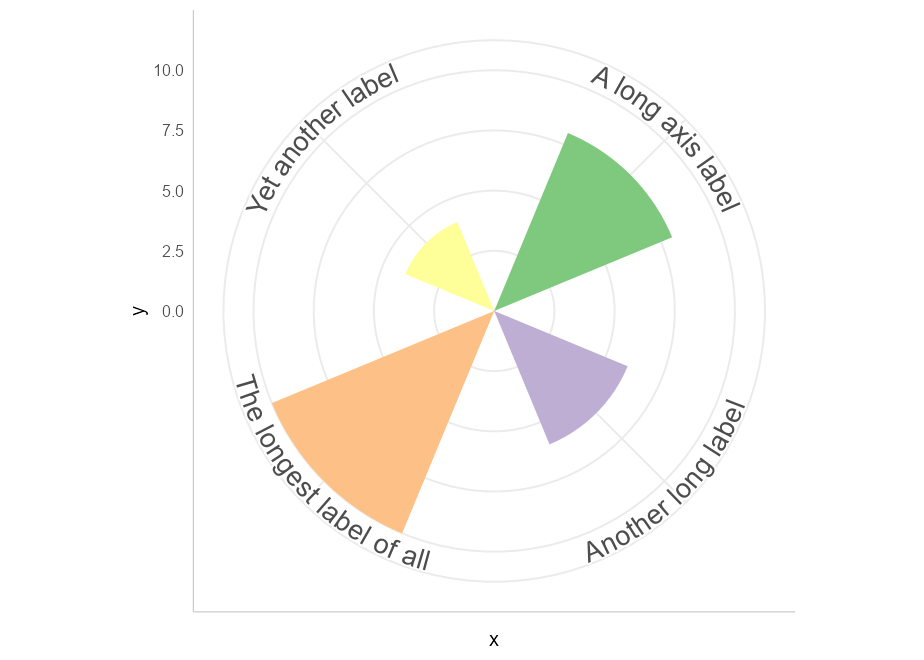 10.0
7.5
5.0
2.5
0.0
y
Yet another label
A long axis label
The longest label of all
Another long label
x